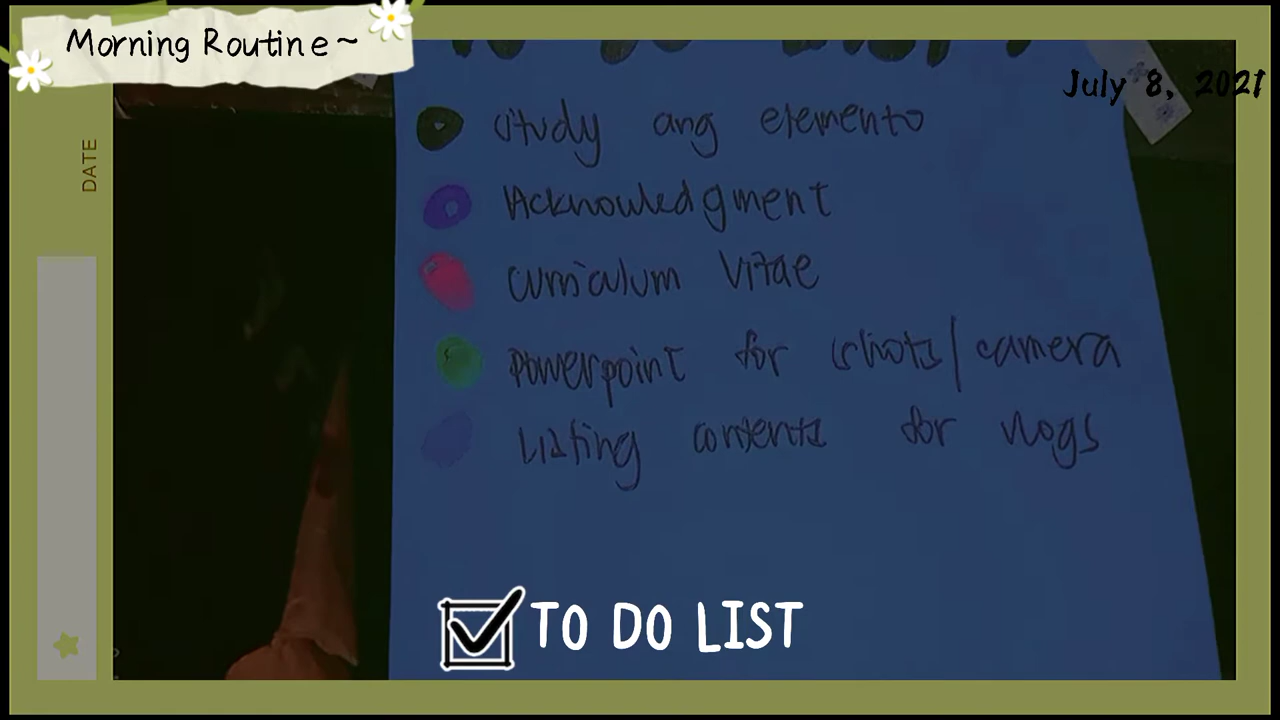 Morning Routine~
July 8, 2021
DATE
study ang elemento
Acknowledgment
curriculum vitae
Powerpoint for shots/camera
Listing contents for vlogs
TO DO LIST